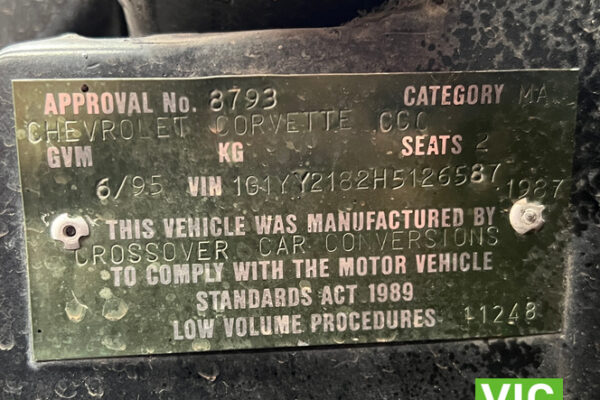 APPROVAL No. 8793 CATEGORY MA
CHEVROLET CORVETTE CCC
GVM KG SEATS 2
6/95 VIN 1G1YY2182H5126587 1987
THIS VEHICLE WAS MANUFACTURED BY
CROSSOVER CAR CONVERSIONS
TO COMPLY WITH THE MOTOR VEHICLE
STANDARDS ACT 1989
LOW VOLUME PROCEDURES 11248
VIC